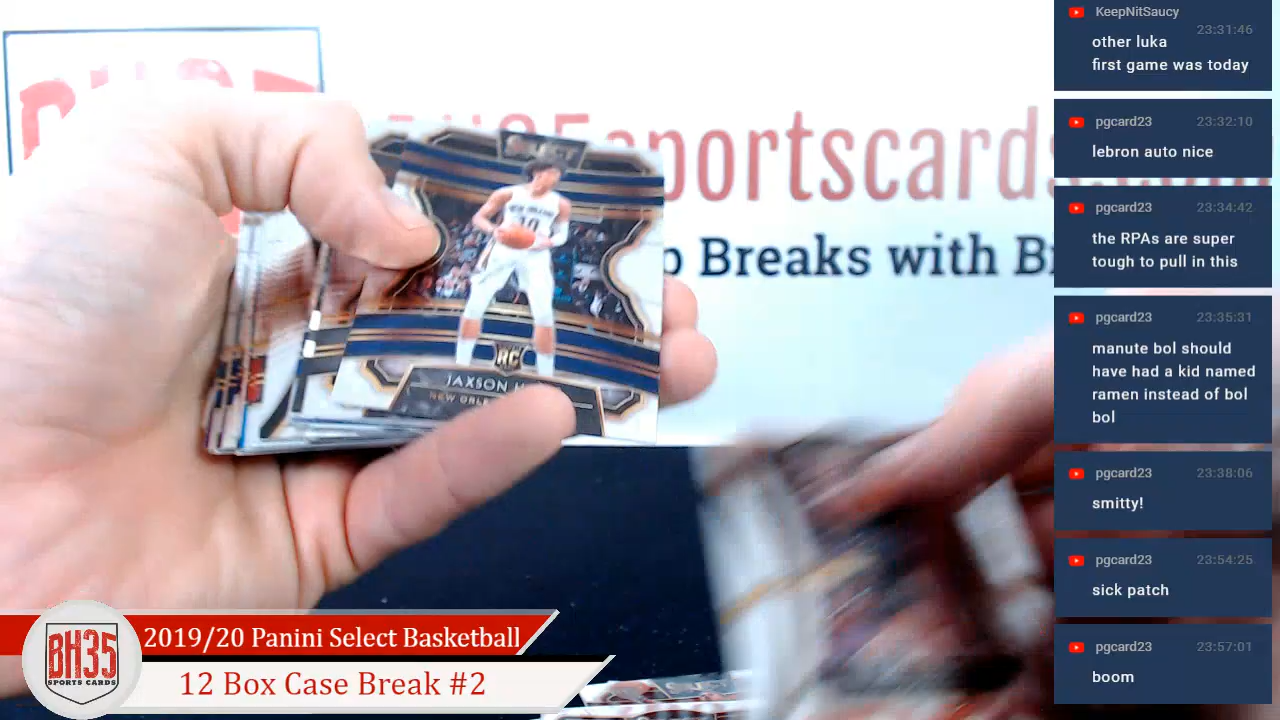 KeepNitSaucy
23:31:46
other luka
first game was today
pgcard23 23:32:10
lebron auto nice
pgcard23 23:34:42
the RPAs are super
tough to pull in this
pgcard23 23:35:31
manute bol should
have had a kid named
ramen instead of bol
bol
pgcard23 23:38:06
smitty!
pgcard23 23:54:25
sick patch
pgcard23 23:57:01
boom
portscards
Breaks with
SELECT
10
RC
JAXSON
NEW
BH35
SPORTS CARDS
2019/20 Panini Select Basketball
12 Box Case Break #2